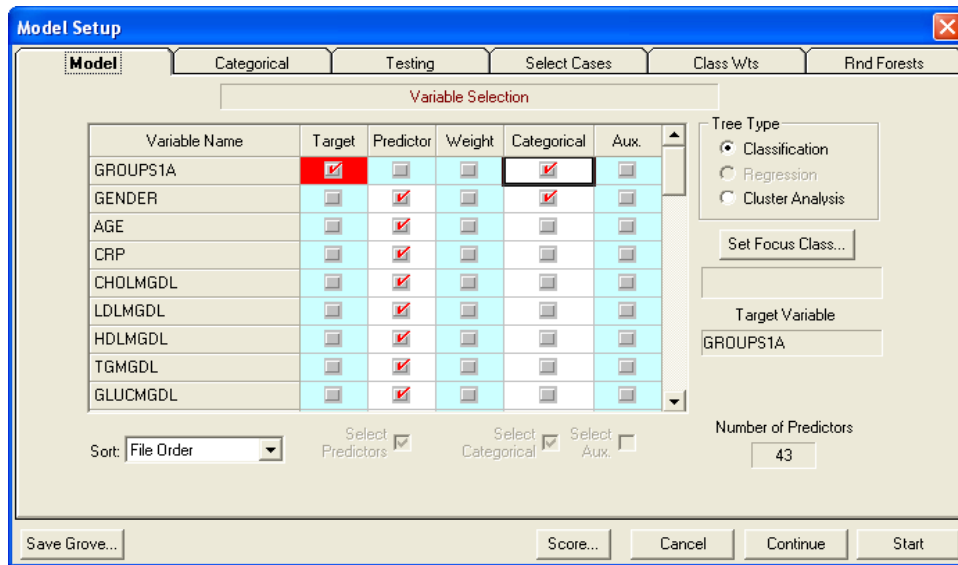 Model Setup
Model Categorical Testing Select Cases Class Wts Rnd Forests
Variable Selection
Variable Name Target Predictor Weight Categorical Aux.
GROUPS1A
GENDER
AGE
CRP
CHOLMGDL
LDLMGDL
HDLMGDL
TGMGDL
GLUCMGDL
Tree Type
Classification
Regression
Cluster Analysis
Set Focus Class...
Target Variable
GROUPS1A
Sort: File Order
Select Predictors
Select Categorical
Select Aux.
Number of Predictors
43
Save Grove... Score... Cancel Continue Start